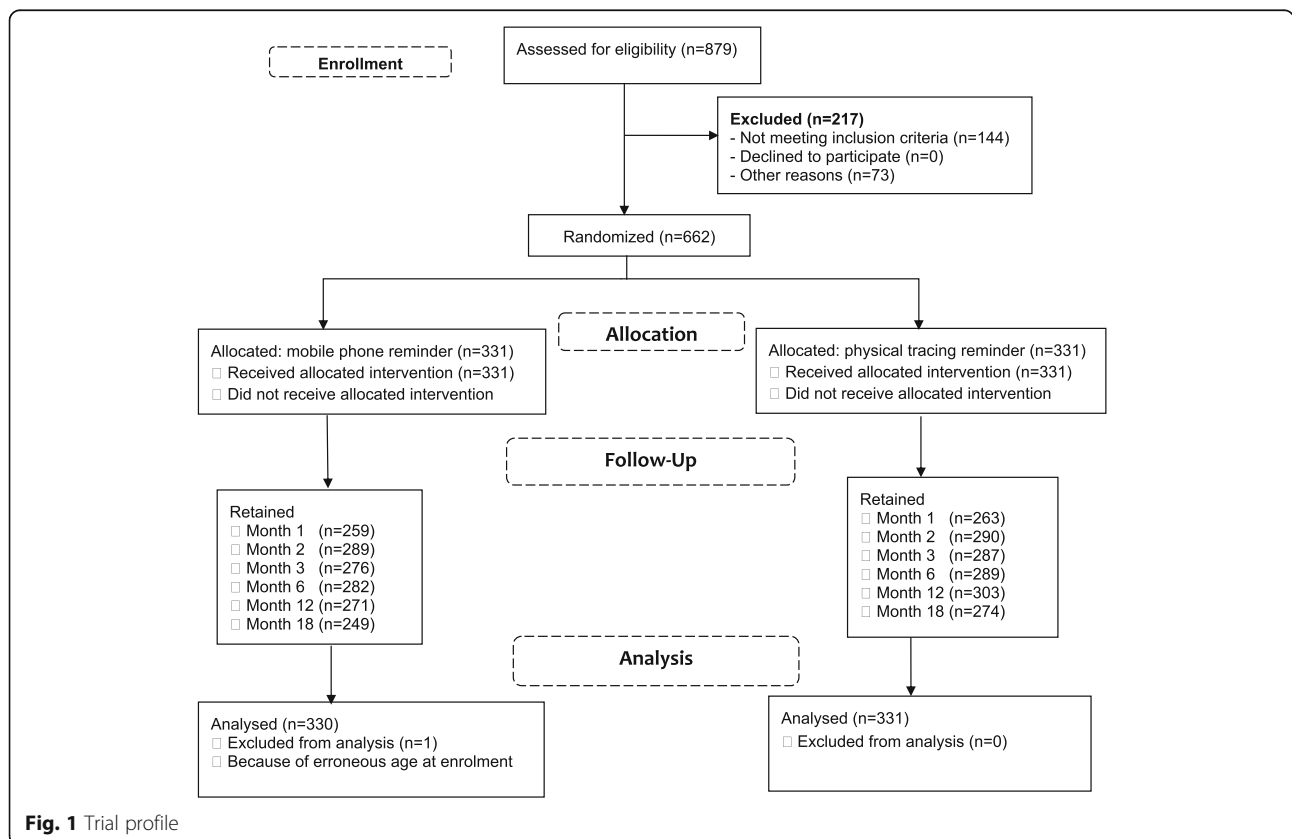 Enrollment
Assessed for eligibility (n=879)
Excluded (n=217)
- Not meeting inclusion criteria (n=144)
- Declined to participate (n=0)
- Other reasons (n=73)
Randomized (n=662)
Allocation
Allocated: mobile phone reminder (n=331)
□ Received allocated intervention (n=331)
□ Did not receive allocated intervention
Allocated: physical tracing reminder (n=331)
□ Received allocated intervention (n=331)
□ Did not receive allocated intervention
Follow-Up
Retained
□ Month 1 (n=259)
□ Month 2 (n=289)
□ Month 3 (n=276)
□ Month 6 (n=282)
□ Month 12 (n=271)
□ Month 18 (n=249)
Retained
□ Month 1 (n=263)
□ Month 2 (n=290)
□ Month 3 (n=287)
□ Month 6 (n=289)
□ Month 12 (n=303)
□ Month 18 (n=274)
Analysis
Analysed (n=330)
□ Excluded from analysis (n=1)
□ Because of erroneous age at enrolment
Analysed (n=331)
□ Excluded from analysis (n=0)
Fig. 1 Trial profile